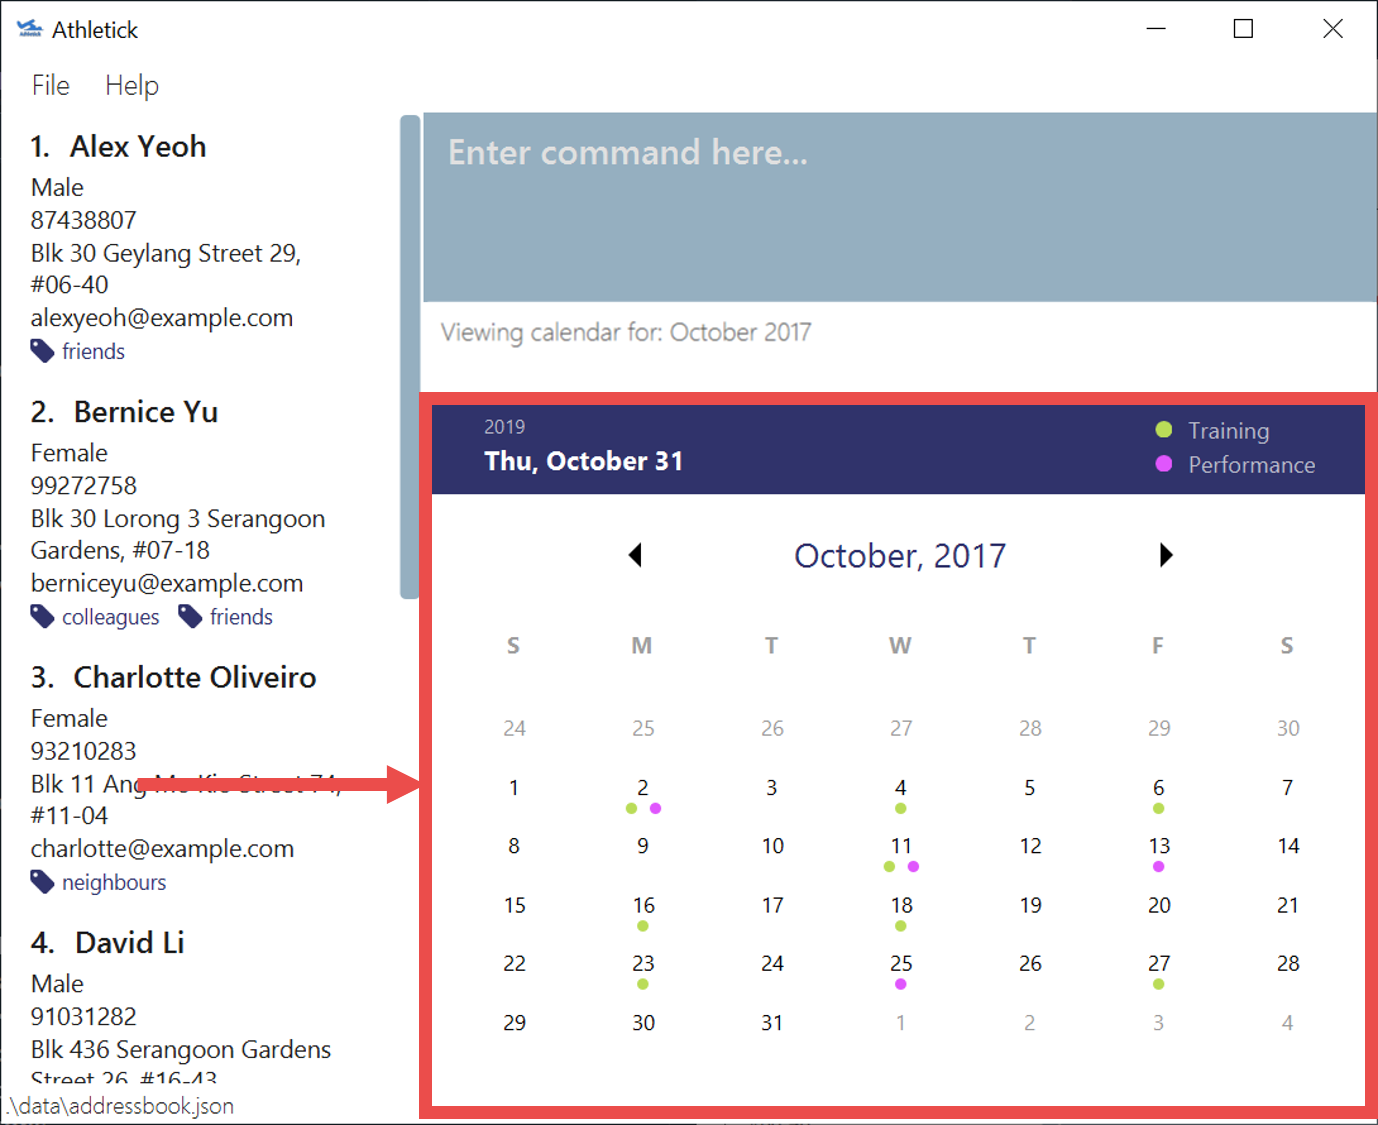 Athletick
File Help
1. Alex Yeoh
Male
87438807
Blk 30 Geylang Street 29,
#06-40
alexyeoh@example.com
friends
2. Bernice Yu
Female
99272758
Blk 30 Lorong 3 Serangoon
Gardens, #07-18
berniceyu@example.com
colleagues friends
3. Charlotte Oliveiro
Female
93210283
Blk 11 Ang Mo Kio Street 74,
#11-04
charlotte@example.com
neighbours
4. David Li
Male
91031282
Blk 436 Serangoon Gardens
Street 26, #16-43
.\data\addressbook.json
Enter command here...
Viewing calendar for: October 2017
2019
Thu, October 31
Training
Performance
October, 2017
S M T W T F S
24 25 26 27 28 29 30
1 2 3 4 5 6 7
8 9 10 11 12 13 14
15 16 17 18 19 20 21
22 23 24 25 26 27 28
29 30 31 1 2 3 4